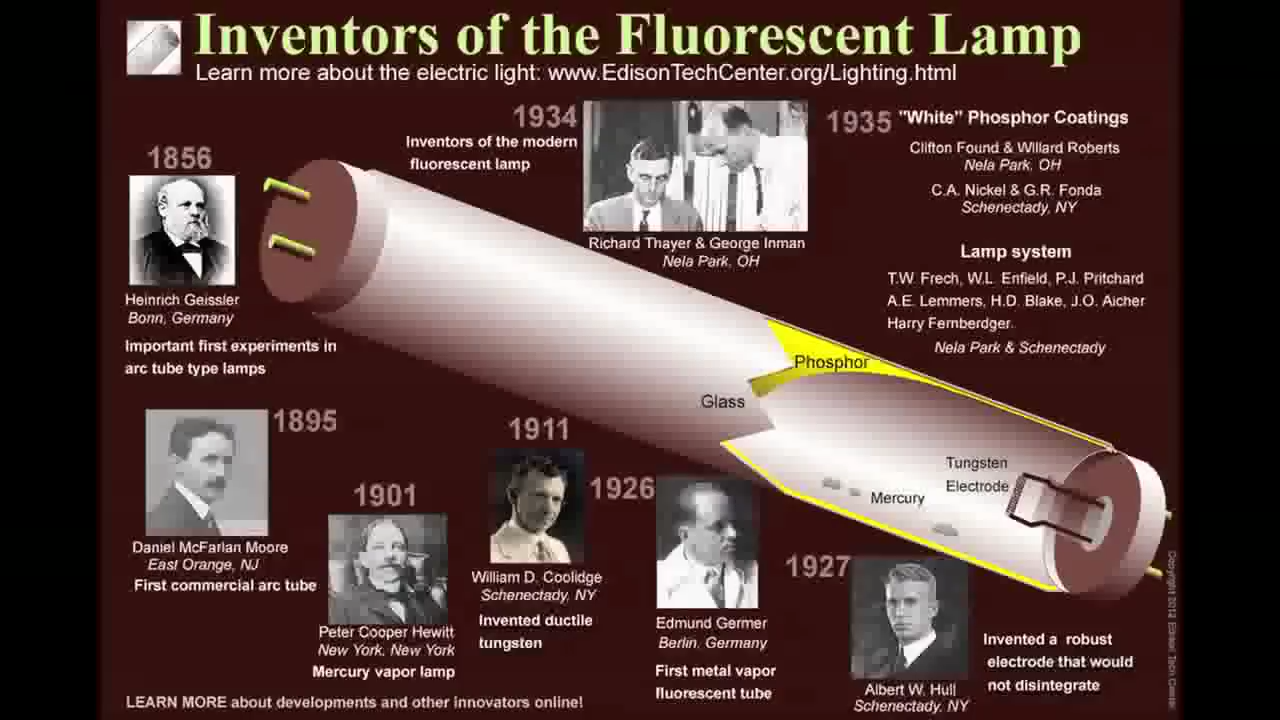 Inventors of the Fluorescent Lamp
Learn more about the electric light: www.EdisonTechCenter.org/Lighting.html
1856
Heinrich Geissler
Bonn, Germany
Important first experiments in
arc tube type lamps
1934
Inventors of the modern
fluorescent lamp
Richard Thayer & George Inman
Nela Park, OH
1935
"White" Phosphor Coatings
Clifton Found & Willard Roberts
Nela Park, OH
C.A. Nickel & G.R. Fonda
Schenectady, NY
Lamp system
T.W. Frech, W.L. Enfield, P.J. Pritchard
A.E. Lemmers, H.D. Blake, J.O. Aicher
Harry Fernberdger.
Nela Park & Schenectady
Phosphor
Glass
Mercury
Tungsten
Electrode
1895
Daniel McFarlan Moore
East Orange, NJ
First commercial arc tube
1901
Peter Cooper Hewitt
New York, New York
Mercury vapor lamp
1911
William D. Coolidge
Schenectady, NY
Invented ductile
tungsten
1926
Edmund Germer
Berlin, Germany
First metal vapor
fluorescent tube
1927
Albert W. Hull
Schenectady, NY
Invented a robust
electrode that would
not disintegrate
LEARN MORE about developments and other innovators online!
Copyright 2012 Edison Tech Center